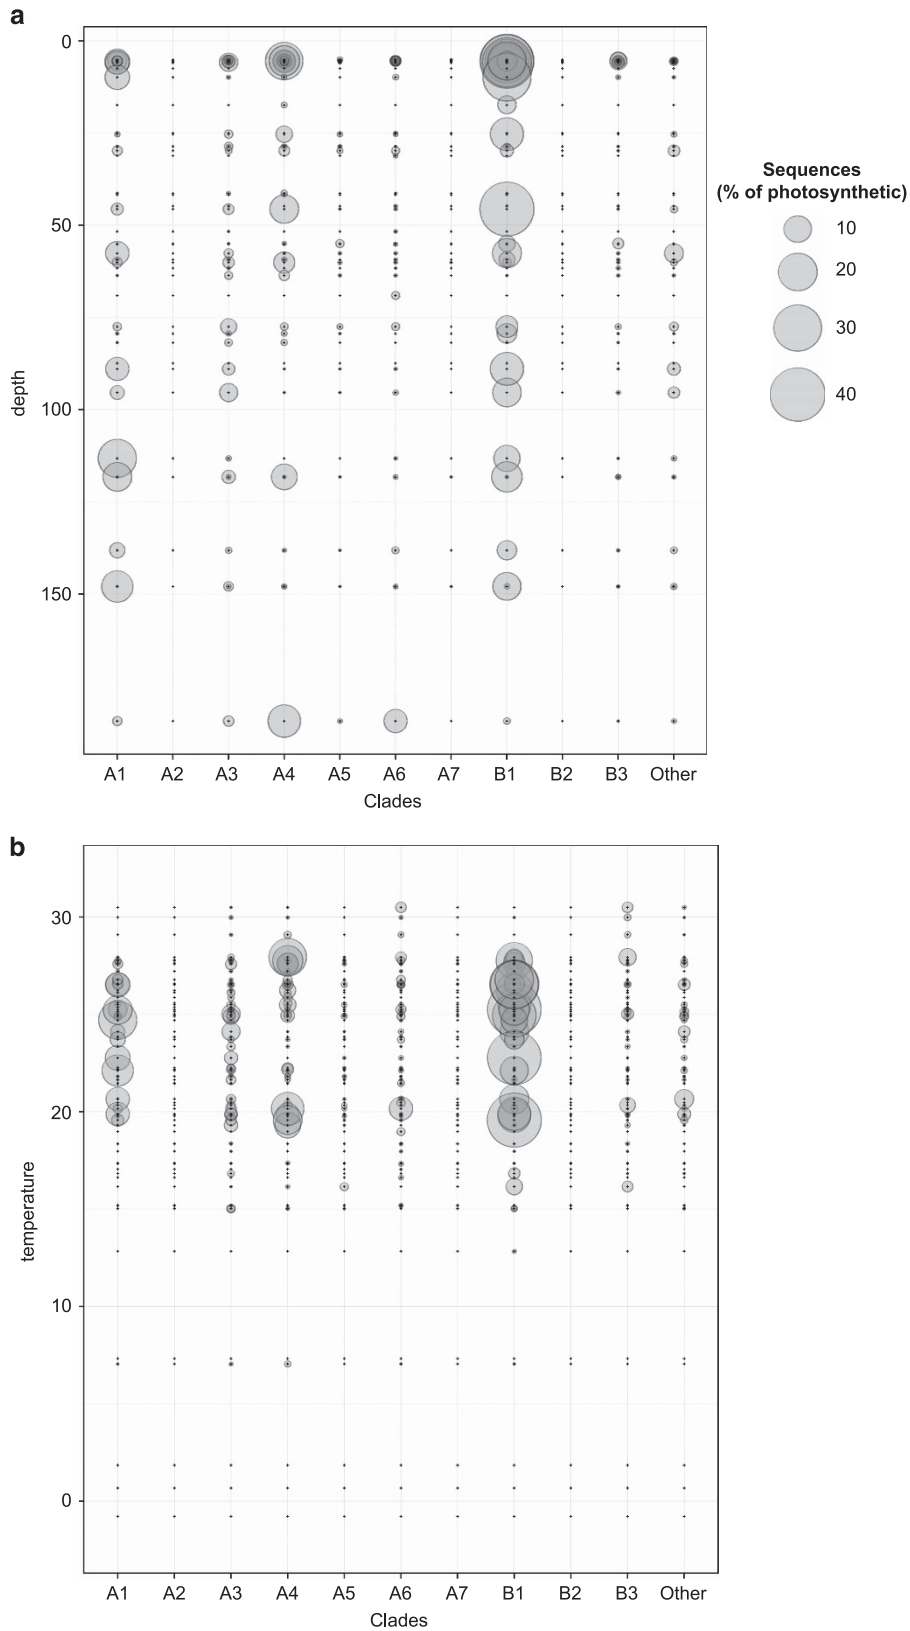 a
0
50
100
150
depth
A1 A2 A3 A4 A5 A6 A7 B1 B2 B3 Other
Clades
Sequences
(% of photosynthetic)
10
20
30
40
b
30
20
10
0
temperature
A1 A2 A3 A4 A5 A6 A7 B1 B2 B3 Other
Clades